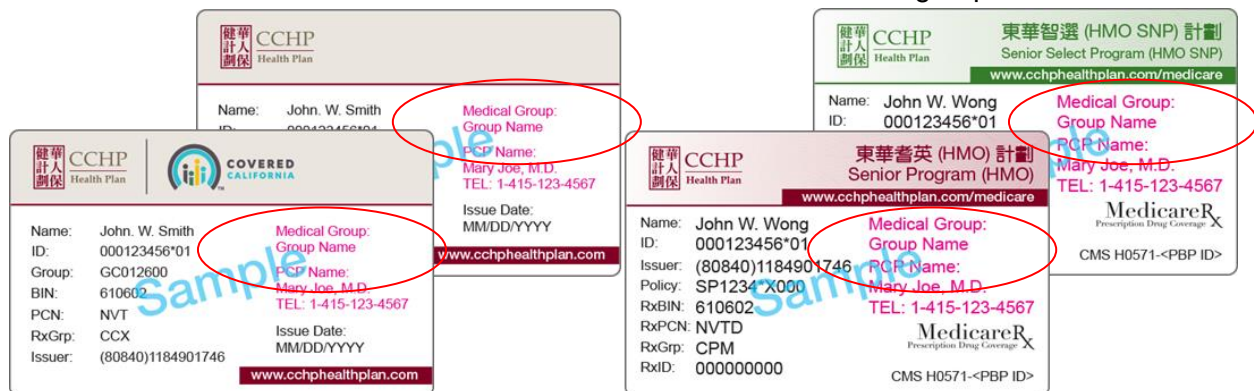 健華 CCHP
計人
劃保 Health Plan
Name: John. W. Smith
Medical Group:
Group Name
PCP Name:
Mary Joe, M.D.
TEL: 1-415-123-4567
Issue Date:
MM/DD/YYYY
www.cchphealthplan.com
Sample
健華 CCHP
計人
劃保 Health Plan
COVERED
CALIFORNIA
Name: John. W. Smith
ID: 000123456*01
Group: GC012600
BIN: 610602
PCN: NVT
RxGrp: CCX
Issuer: (80840)1184901746
Medical Group:
Group Name
PCP Name:
Mary Joe, M.D.
TEL: 1-415-123-4567
Issue Date:
MM/DD/YYYY
www.cchphealthplan.com
Sample
健華 CCHP
計人
劃保 Health Plan
東華智選 (HMO SNP) 計劃
Senior Select Program (HMO SNP)
www.cchphealthplan.com/medicare
Name: John W. Wong
ID: 000123456*01
Medical Group:
Group Name
PCP Name:
Mary Joe, M.D.
TEL: 1-415-123-4567
MedicareRx
Prescription Drug Coverage
CMS H0571-<PBP ID>
健華 CCHP
計人
劃保 Health Plan
東華耆英 (HMO) 計劃
Senior Program (HMO)
www.cchphealthplan.com/medicare
Name: John W. Wong
ID: 000123456*01
Issuer: (80840)1184901746
Policy: SP1234*X000
RxBIN: 610602
RxPCN: NVTD
RxGrp: CPM
RxID: 000000000
Medical Group:
Group Name
PCP Name:
Mary Joe, M.D.
TEL: 1-415-123-4567
MedicareRx
Prescription Drug Coverage
CMS H0571-<PBP ID>
Sample